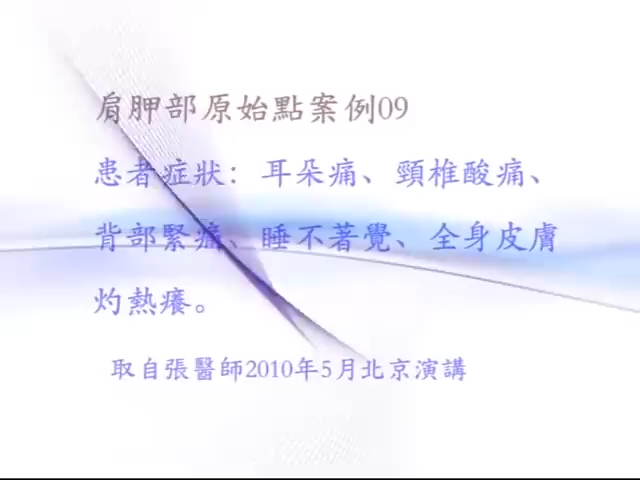 肩胛部原始點案例09
患者症狀：耳朵痛、頸椎酸痛、
背部緊痛、睡不著覺、全身皮膚
灼熱癢。
取自張醫師2010年5月北京演講